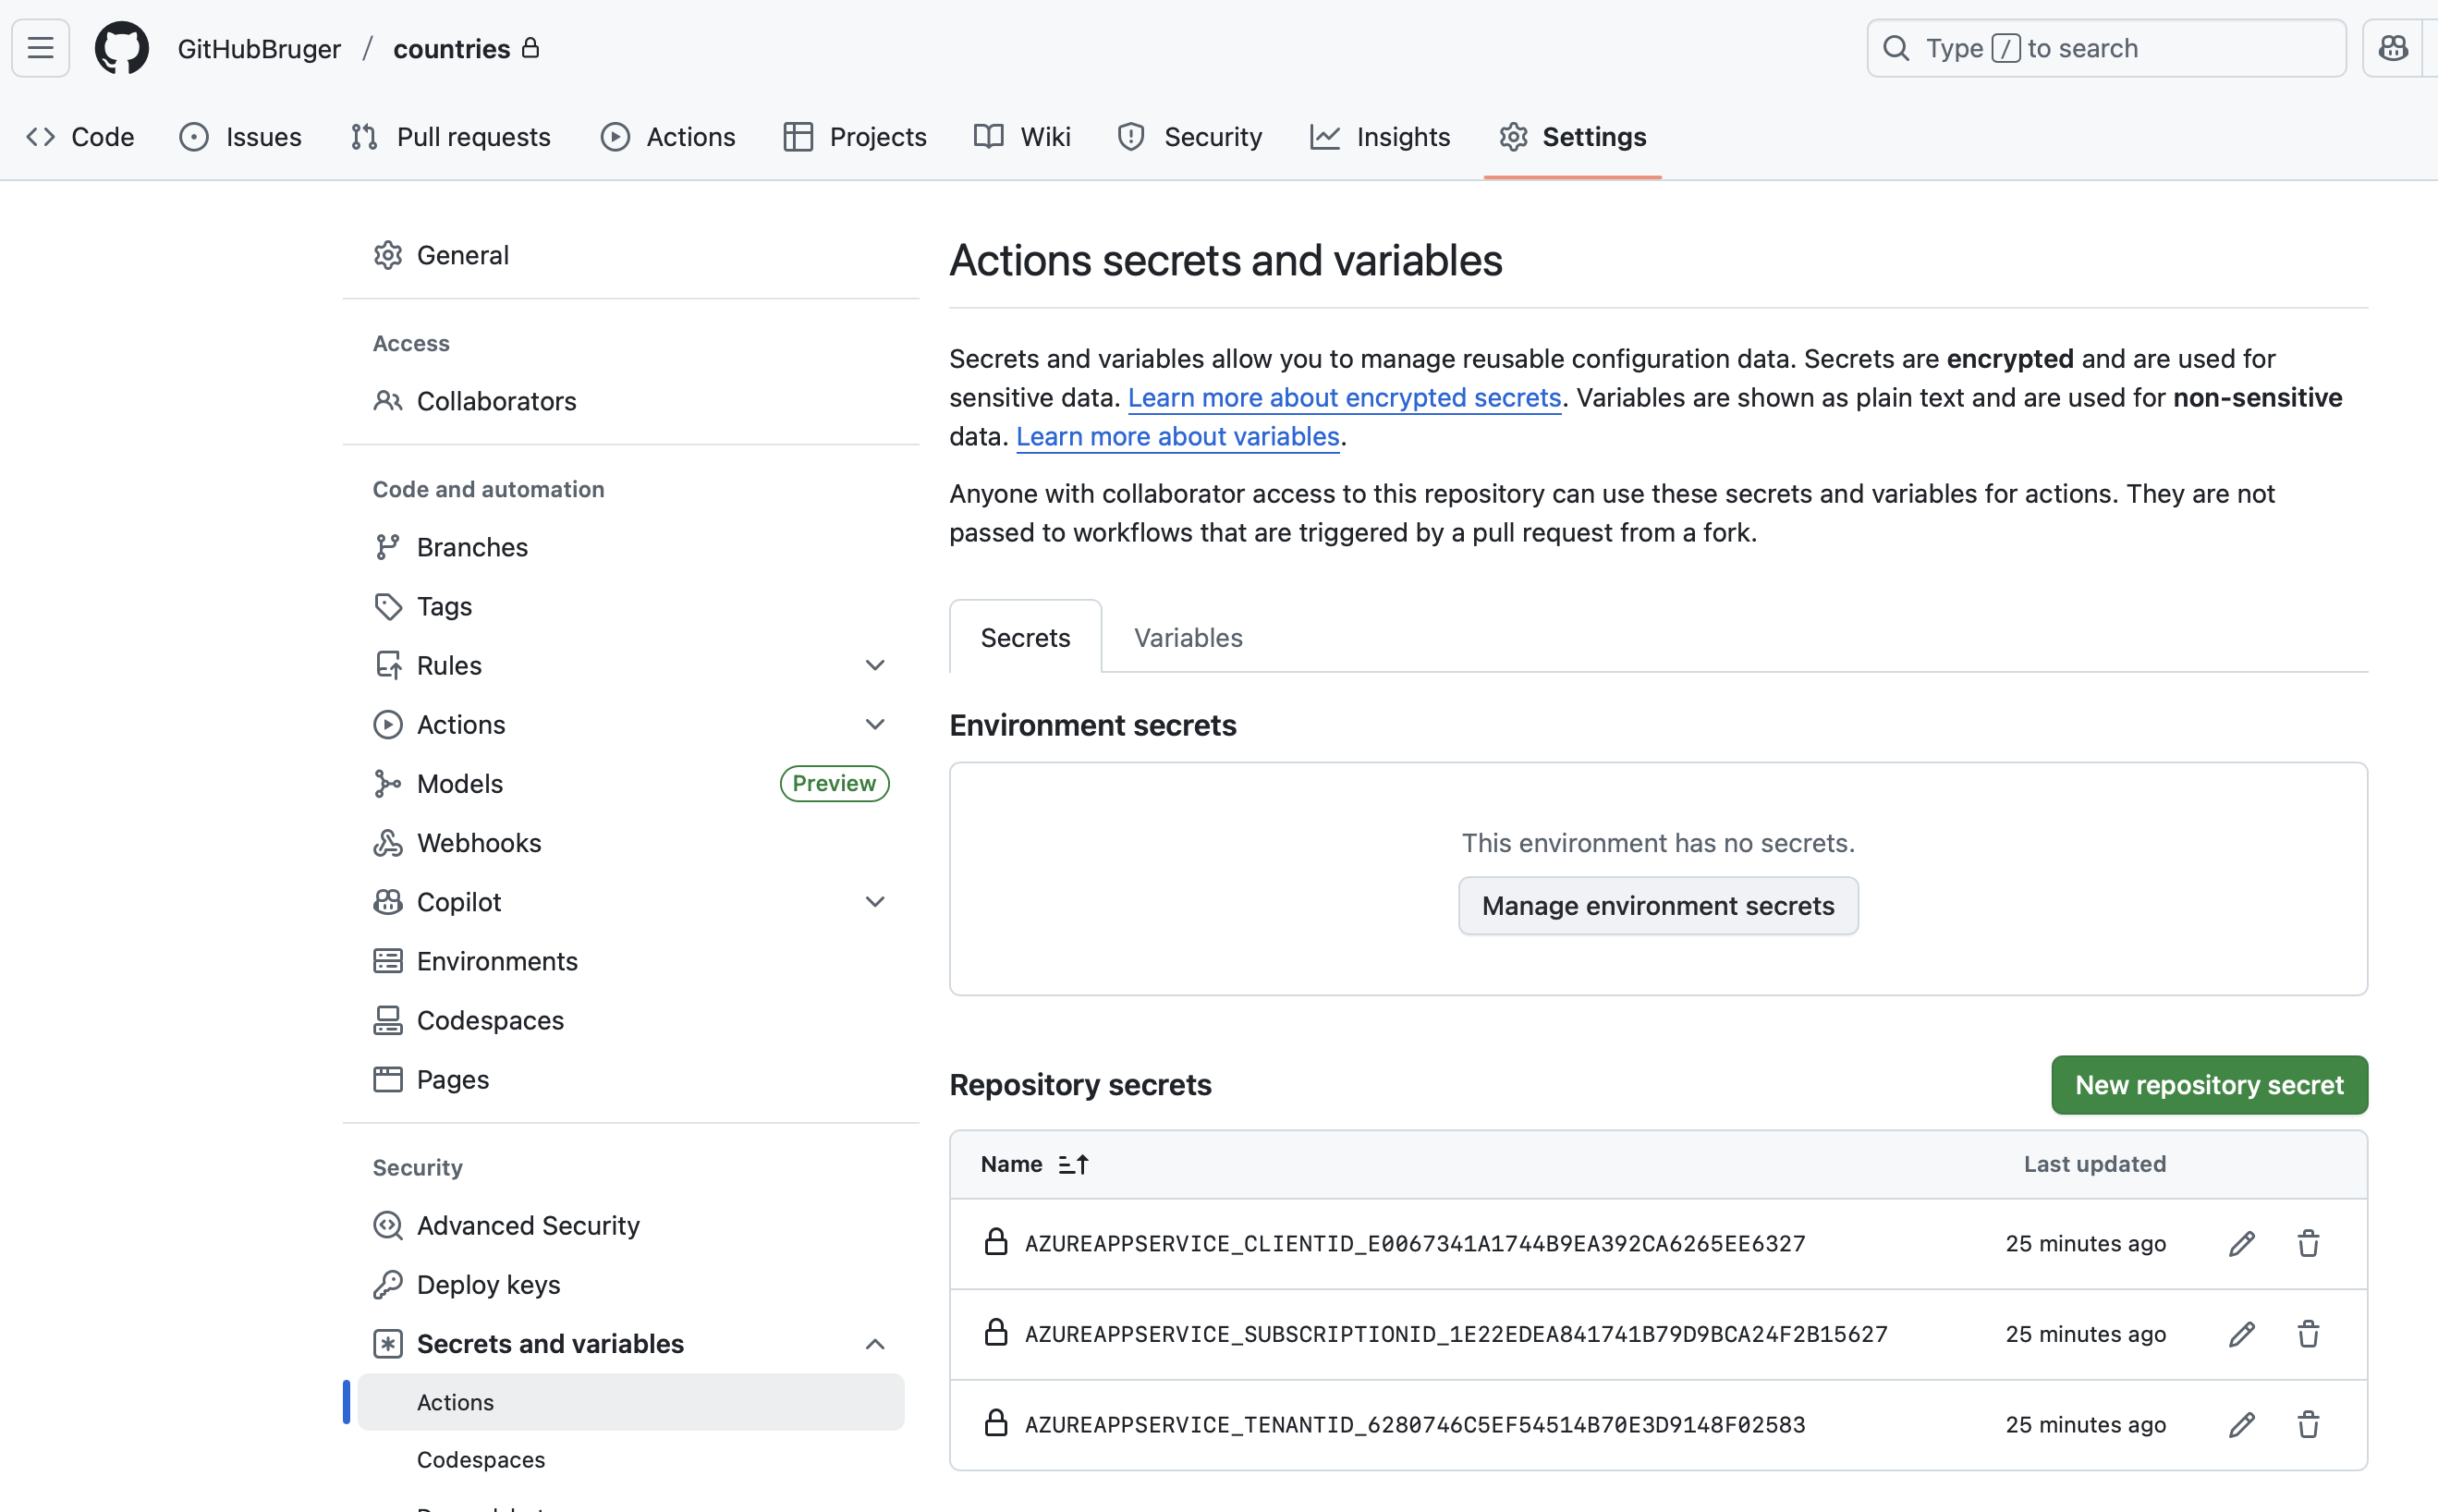 GitHubBruger / countries
Type / to search
Code
Issues
Pull requests
Actions
Projects
Wiki
Security
Insights
Settings
General
Access
Collaborators
Code and automation
Branches
Tags
Rules
Actions
Models Preview
Webhooks
Copilot
Environments
Codespaces
Pages
Security
Advanced Security
Deploy keys
Secrets and variables
Actions
Codespaces
Actions secrets and variables
Secrets and variables allow you to manage reusable configuration data. Secrets are encrypted and are used for
sensitive data. Learn more about encrypted secrets. Variables are shown as plain text and are used for non-sensitive
data. Learn more about variables.
Anyone with collaborator access to this repository can use these secrets and variables for actions. They are not
passed to workflows that are triggered by a pull request from a fork.
Secrets
Variables
Environment secrets
This environment has no secrets.
Manage environment secrets
Repository secrets
New repository secret
Name Last updated
AZUREAPPSERVICE_CLIENTID_E0067341A1744B9EA392CA6265EE6327 25 minutes ago
AZUREAPPSERVICE_SUBSCRIPTIONID_1E22EDEA841741B79D9BCA24F2B15627 25 minutes ago
AZUREAPPSERVICE_TENANTID_6280746C5EF54514B70E3D9148F02583 25 minutes ago